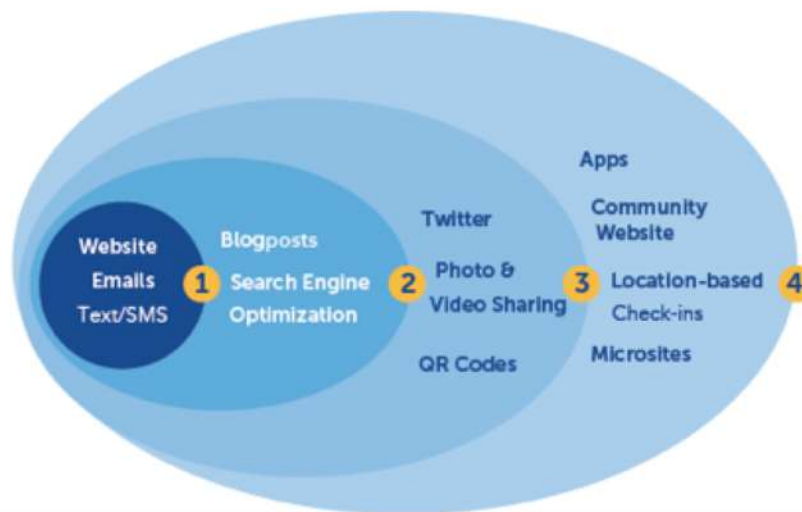 Website
Emails
Text/SMS
1
Blogposts
Search Engine
Optimization
2
Twitter
Photo &
Video Sharing
QR Codes
3
Apps
Community
Website
Location-based
Check-ins
Microsites
4